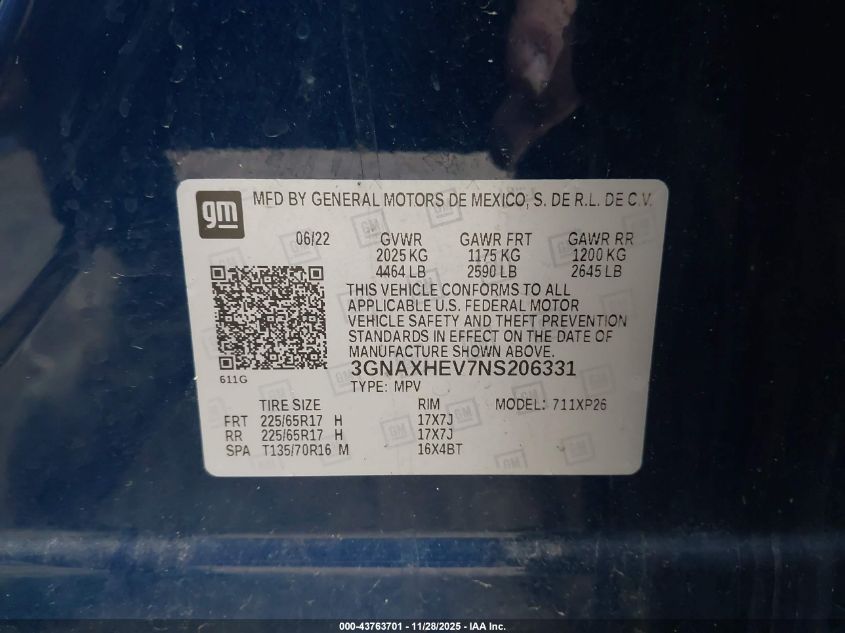 gm
MFD BY GENERAL MOTORS DE MEXICO, S. DE R.L. DE C.V.
06/22 GVWR GAWR FRT GAWR RR
2025 KG 1175 KG 1200 KG
4464 LB 2590 LB 2645 LB
THIS VEHICLE CONFORMS TO ALL
APPLICABLE U.S. FEDERAL MOTOR
VEHICLE SAFETY AND THEFT PREVENTION
STANDARDS IN EFFECT ON THE DATE OF
MANUFACTURE SHOWN ABOVE.
3GNAXHEV7NS206331
611G
TYPE: MPV
TIRE SIZE RIM MODEL: 711XP26
FRT 225/65R17 H 17X7J
RR 225/65R17 H 17X7J
SPA T135/70R16 M 16X4BT
000-43763701 - 11/28/2025 - IAA Inc.